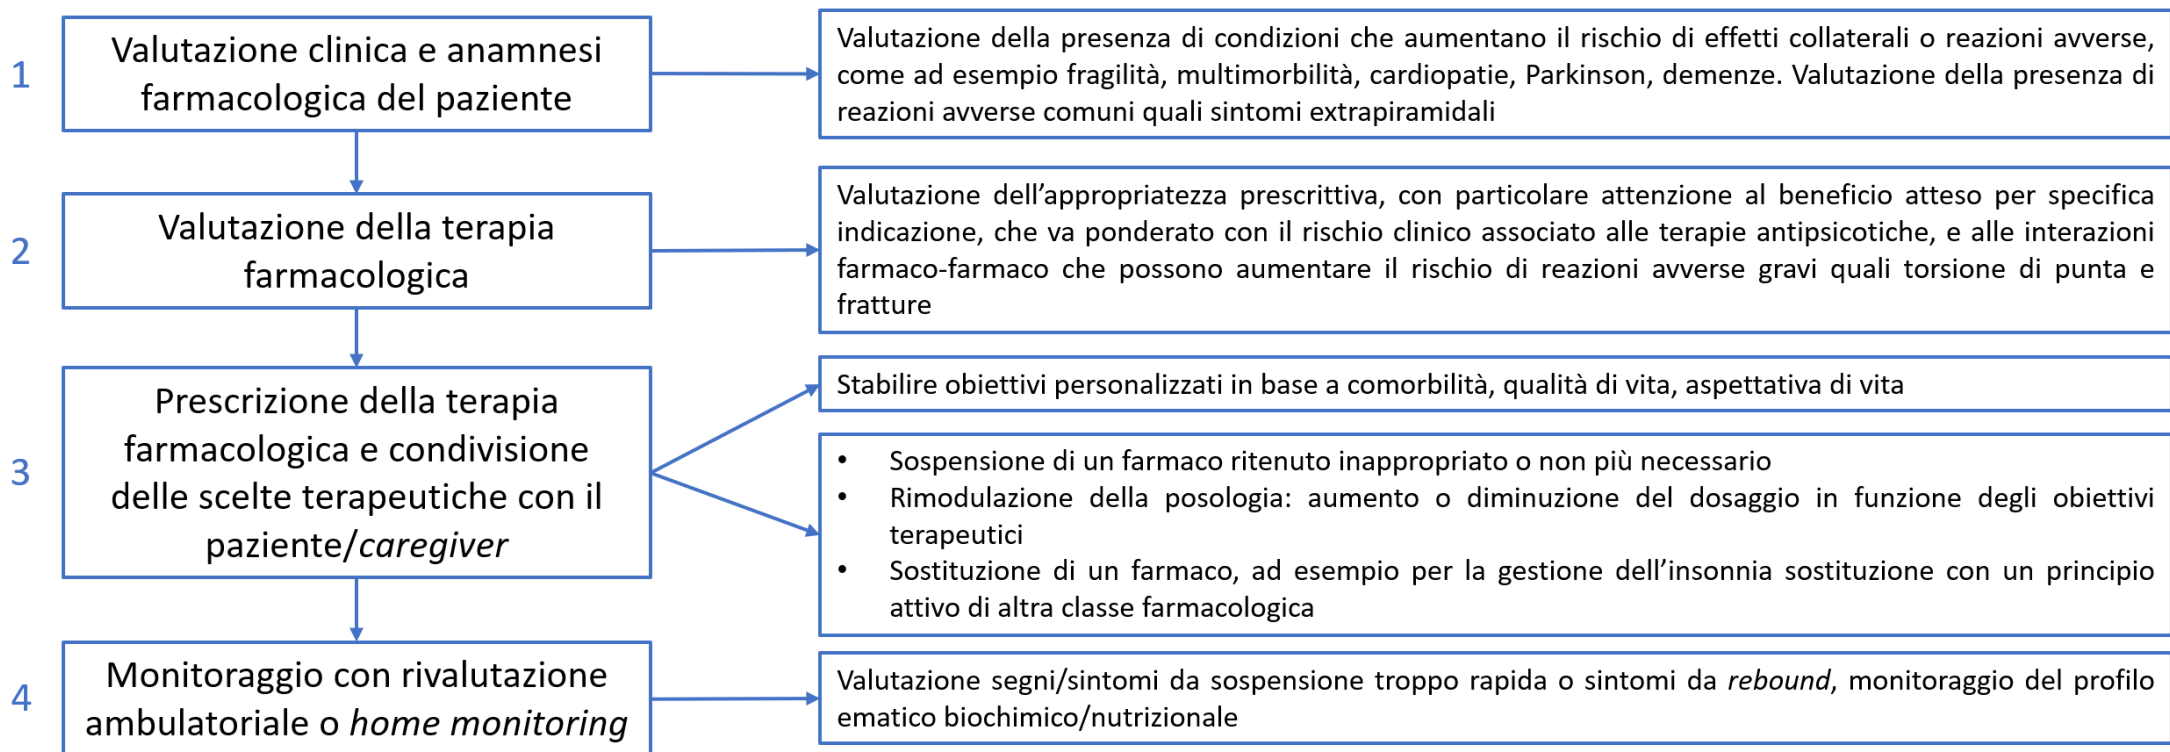 1
Valutazione clinica e anamnesi
farmacologica del paziente
Valutazione della presenza di condizioni che aumentano il rischio di effetti collaterali o reazioni avverse,
come ad esempio fragilità, multimorbilità, cardiopatie, Parkinson, demenze. Valutazione della presenza di
reazioni avverse comuni quali sintomi extrapiramidali
2
Valutazione della terapia
farmacologica
Valutazione dell’appropriatezza prescrittiva, con particolare attenzione al beneficio atteso per specifica
indicazione, che va ponderato con il rischio clinico associato alle terapie antipsicotiche, e alle interazioni
farmaco-farmaco che possono aumentare il rischio di reazioni avverse gravi quali torsione di punta e
fratture
3
Prescrizione della terapia
farmacologica e condivisione
delle scelte terapeutiche con il
paziente/caregiver
Stabilire obiettivi personalizzati in base a comorbilità, qualità di vita, aspettativa di vita
• Sospensione di un farmaco ritenuto inappropriato o non più necessario
• Rimodulazione della posologia: aumento o diminuzione del dosaggio in funzione degli obiettivi
terapeutici
• Sostituzione di un farmaco, ad esempio per la gestione dell’insonnia sostituzione con un principio
attivo di altra classe farmacologica
4
Monitoraggio con rivalutazione
ambulatoriale o home monitoring
Valutazione segni/sintomi da sospensione troppo rapida o sintomi da rebound, monitoraggio del profilo
ematico biochimico/nutrizionale